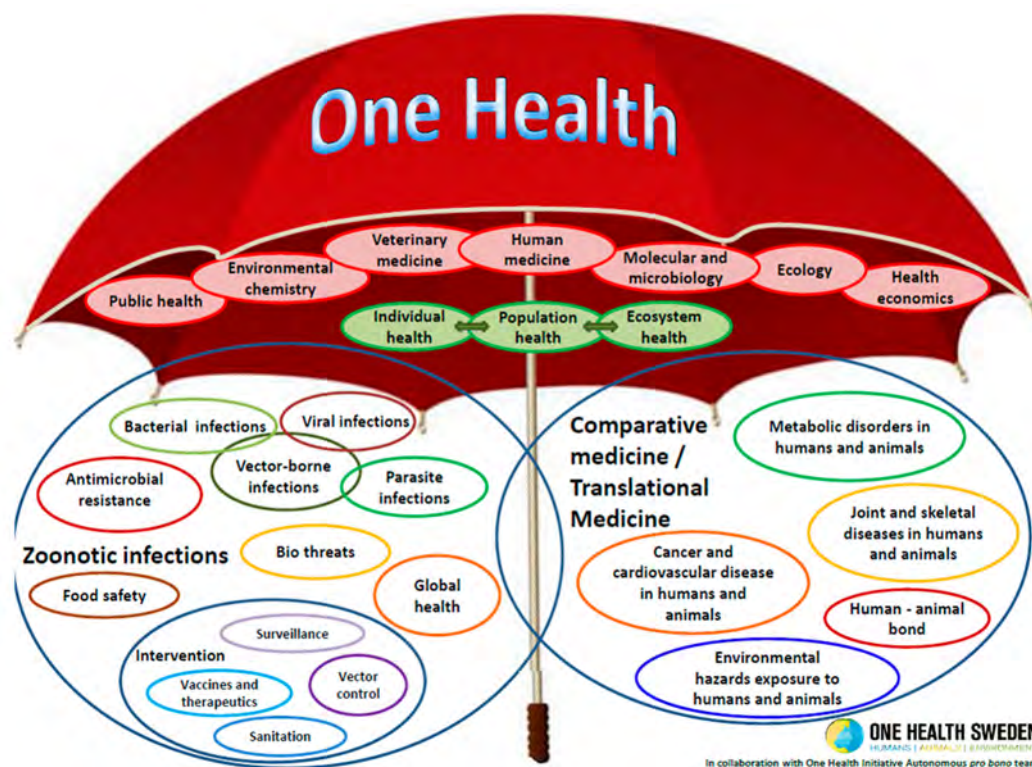 One Health
Public health
Environmental
chemistry
Veterinary
medicine
Human
medicine
Molecular and
microbiology
Ecology
Health
economics
Individual
health
Population
health
Ecosystem
health
Bacterial infections
Viral infections
Vector-borne
infections
Parasite
infections
Antimicrobial
resistance
Zoonotic infections
Bio threats
Food safety
Global
health
Intervention
Surveillance
Vaccines and
therapeutics
Vector
control
Sanitation
Comparative
medicine /
Translational
Medicine
Metabolic disorders in
humans and animals
Joint and skeletal
diseases in humans
and animals
Cancer and
cardiovascular disease
in humans and
animals
Human - animal
bond
Environmental
hazards exposure to
humans and animals
ONE HEALTH SWEDEN
HUMANS | ANIMALS | ENVIRONMENT
In collaboration with One Health Initiative Autonomous pro bono team